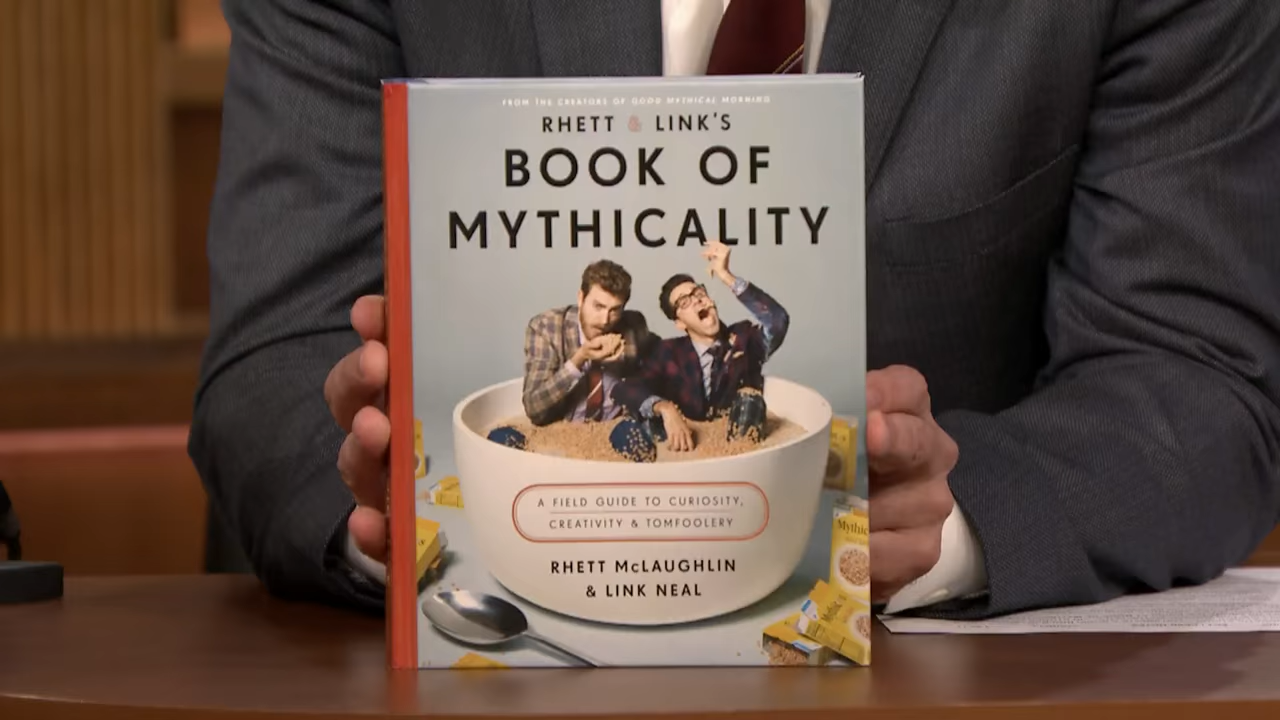 FROM THE CREATORS OF GOOD MYTHICAL MORNING
RHETT & LINK'S
BOOK OF
MYTHICALITY
A FIELD GUIDE TO CURIOSITY,
CREATIVITY & TOMFOOLERY
RHETT McLAUGHLIN
& LINK NEAL